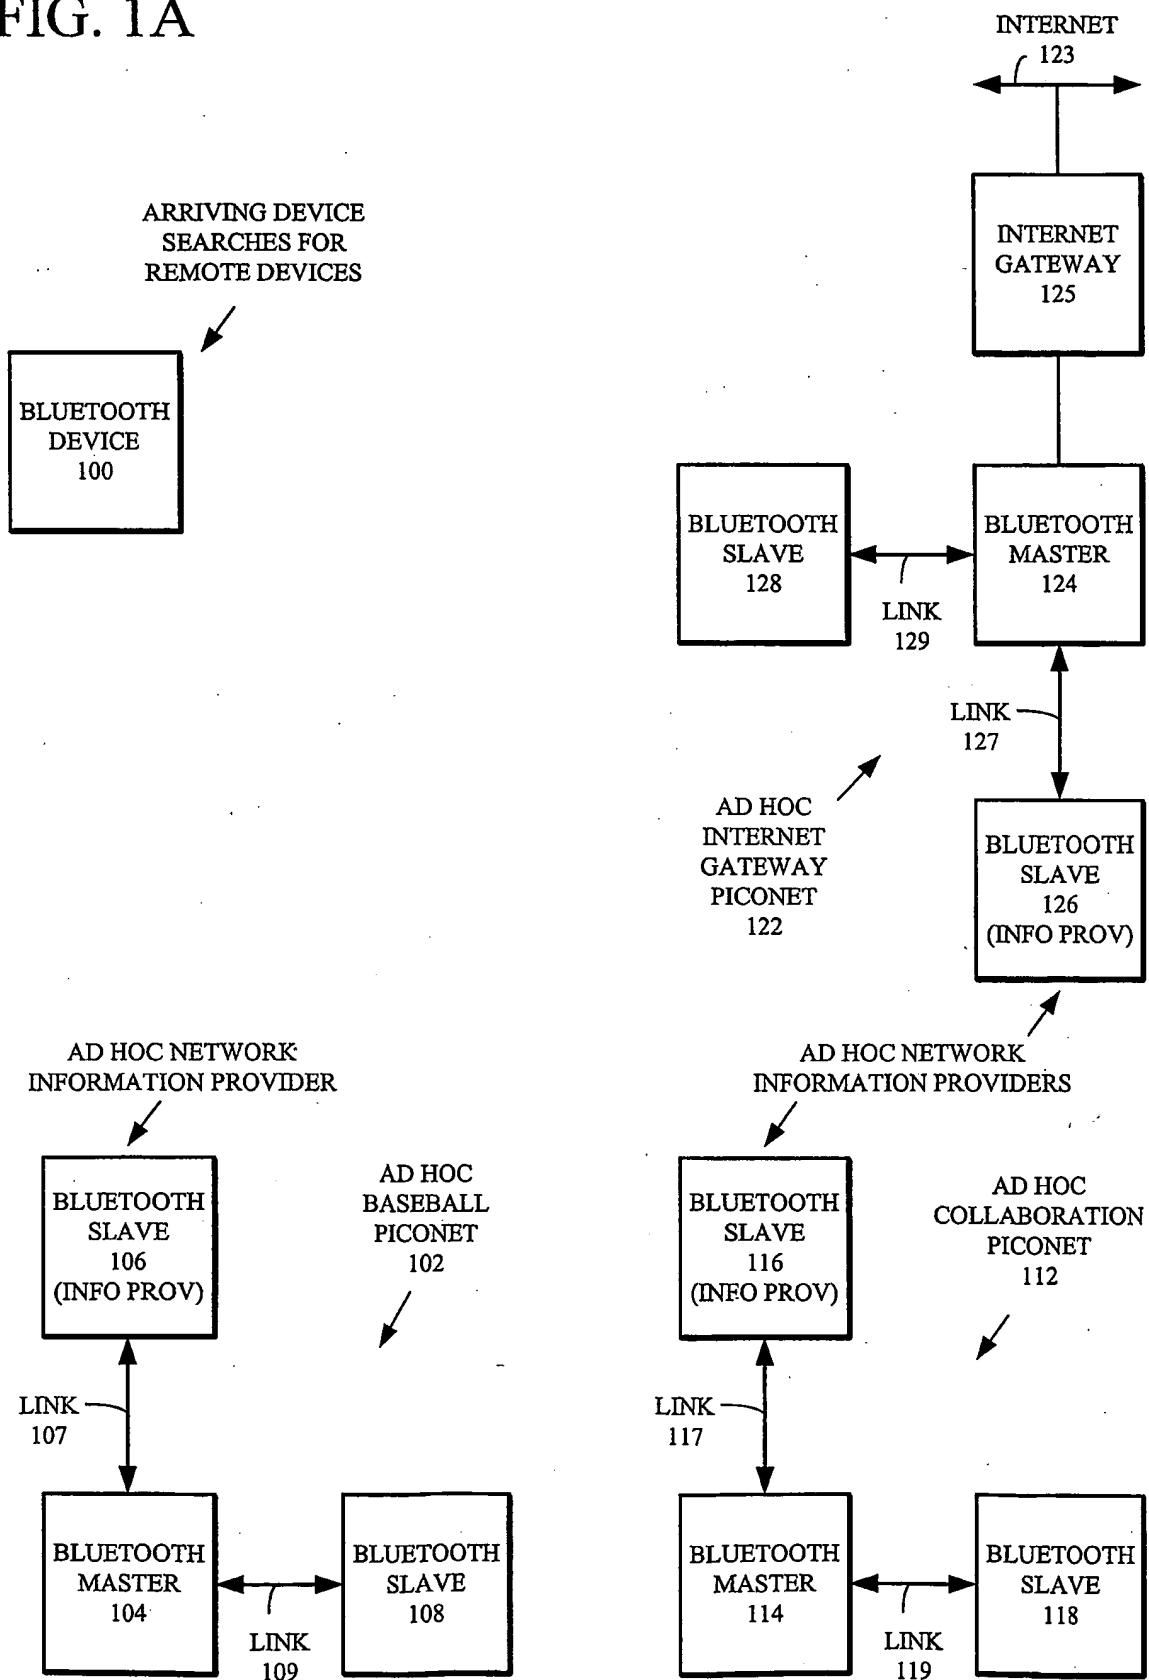 FIG. 1A
INTERNET
123
ARRIVING DEVICE
SEARCHES FOR
REMOTE DEVICES
INTERNET
GATEWAY
125
BLUETOOTH
DEVICE
100
BLUETOOTH
SLAVE
128
BLUETOOTH
MASTER
124
LINK
129
LINK
127
AD HOC
INTERNET
GATEWAY
PICONET
122
BLUETOOTH
SLAVE
126
(INFO PROV)
AD HOC NETWORK
INFORMATION PROVIDER
AD HOC NETWORK
INFORMATION PROVIDERS
BLUETOOTH
SLAVE
106
(INFO PROV)
AD HOC
BASEBALL
PICONET
102
BLUETOOTH
SLAVE
116
(INFO PROV)
AD HOC
COLLABORATION
PICONET
112
LINK
107
LINK
117
BLUETOOTH
MASTER
104
BLUETOOTH
SLAVE
108
LINK
109
BLUETOOTH
MASTER
114
BLUETOOTH
SLAVE
118
LINK
119